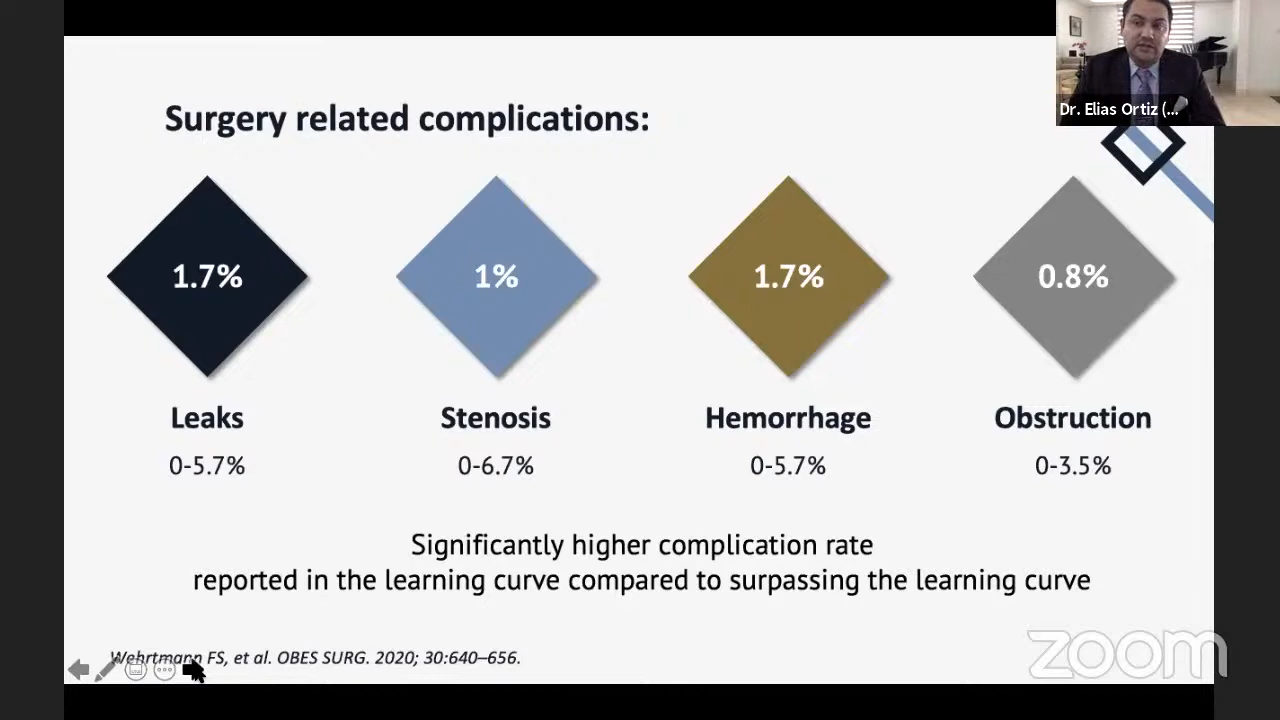 Dr. Elias Ortiz (...
Surgery related complications:
1.7%
1%
1.7%
0.8%
Leaks
Stenosis
Hemorrhage
Obstruction
0-5.7%
0-6.7%
0-5.7%
0-3.5%
Significantly higher complication rate
reported in the learning curve compared to surpassing the learning curve
Wehrtmann FS, et al. OBES SURG. 2020; 30:640–656.
zoom